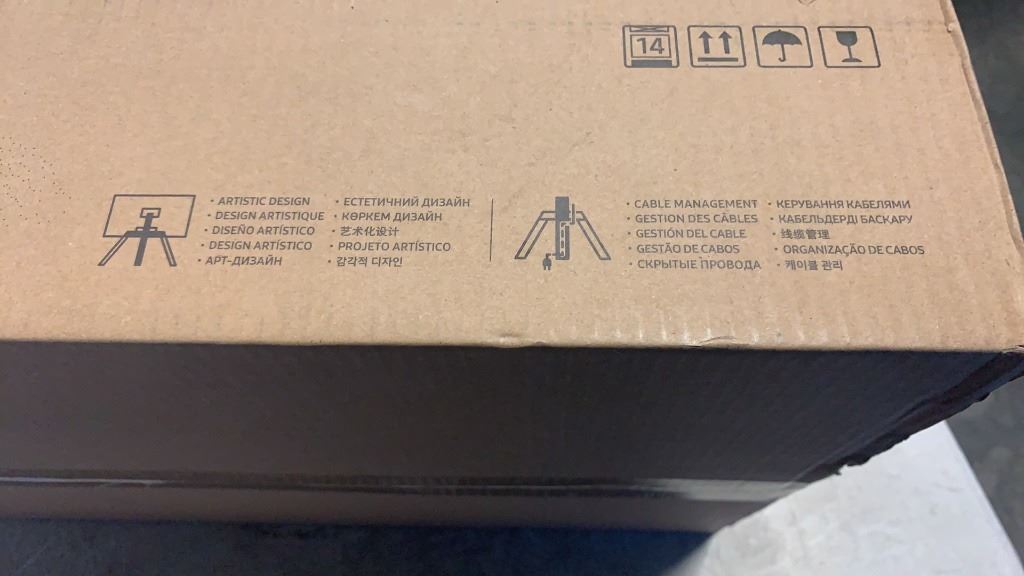 14
• ARTISTIC DESIGN
• DESIGN ARTISTIQUE
• DISEÑO ARTÍSTICO
• DESIGN ARTÍSTICO
• АРТ-ДИЗАЙН
• ЕСТЕТИЧНИЙ ДИЗАЙН
• КӨРКЕМ ДИЗАЙН
• 艺术化设计
• PROJETO ARTÍSTICO
• 감각적 디자인
• CABLE MANAGEMENT
• GESTION DES CÂBLES
• GESTIÓN DEL CABLE
• GESTÃO DE CABOS
• СКРЫТЫЕ ПРОВОДА
• КЕРУВАННЯ КАБЕЛЯМИ
• КАБЕЛЬДЕРДІ БАСҚАРУ
• 线缆管理
• ORGANIZAÇÃO DE CABOS
• 케이블 관리